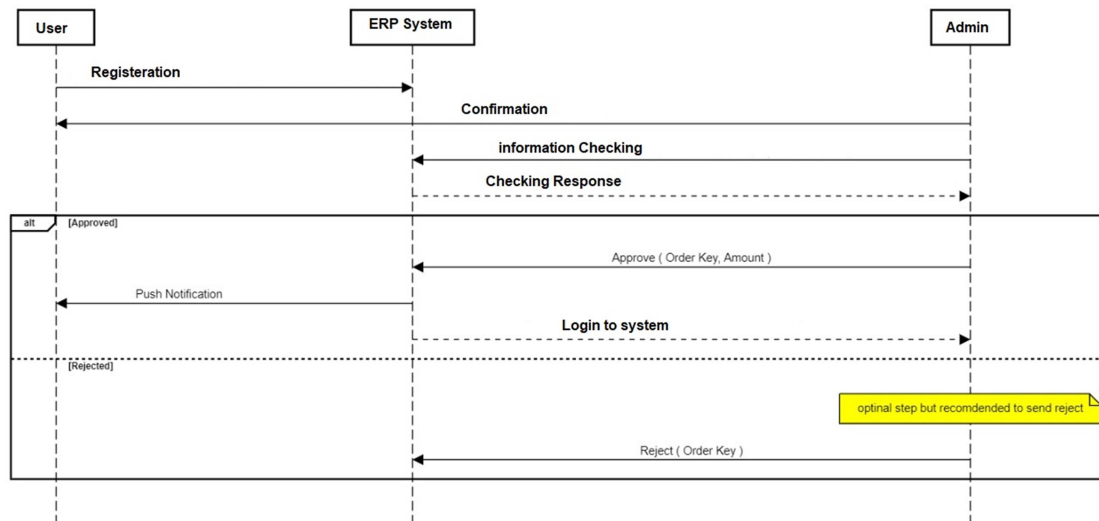 User
ERP System
Admin
Registeration
Confirmation
information Checking
Checking Response
alt
[Approved]
Approve ( Order Key, Amount )
Push Notification
Login to system
[Rejected]
optinal step but recomdended to send reject
Reject ( Order Key )